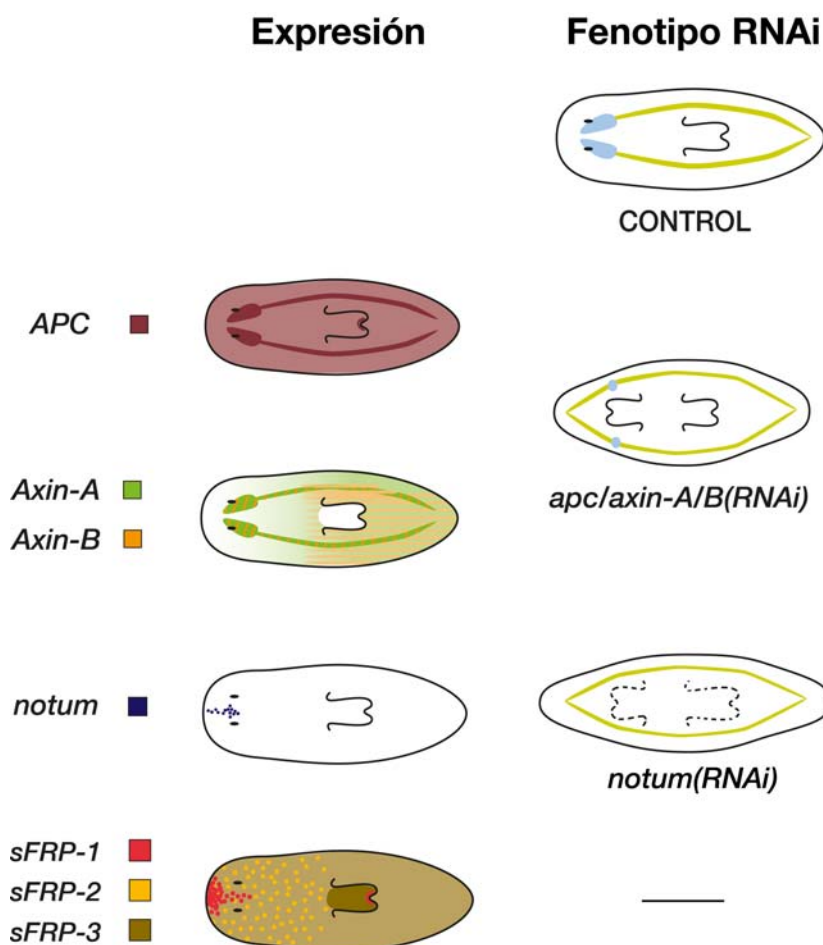 Expresión
Fenotipo RNAi
CONTROL
APC
apc/axin-A/B(RNAi)
Axin-A
Axin-B
notum
notum(RNAi)
sFRP-1
sFRP-2
sFRP-3